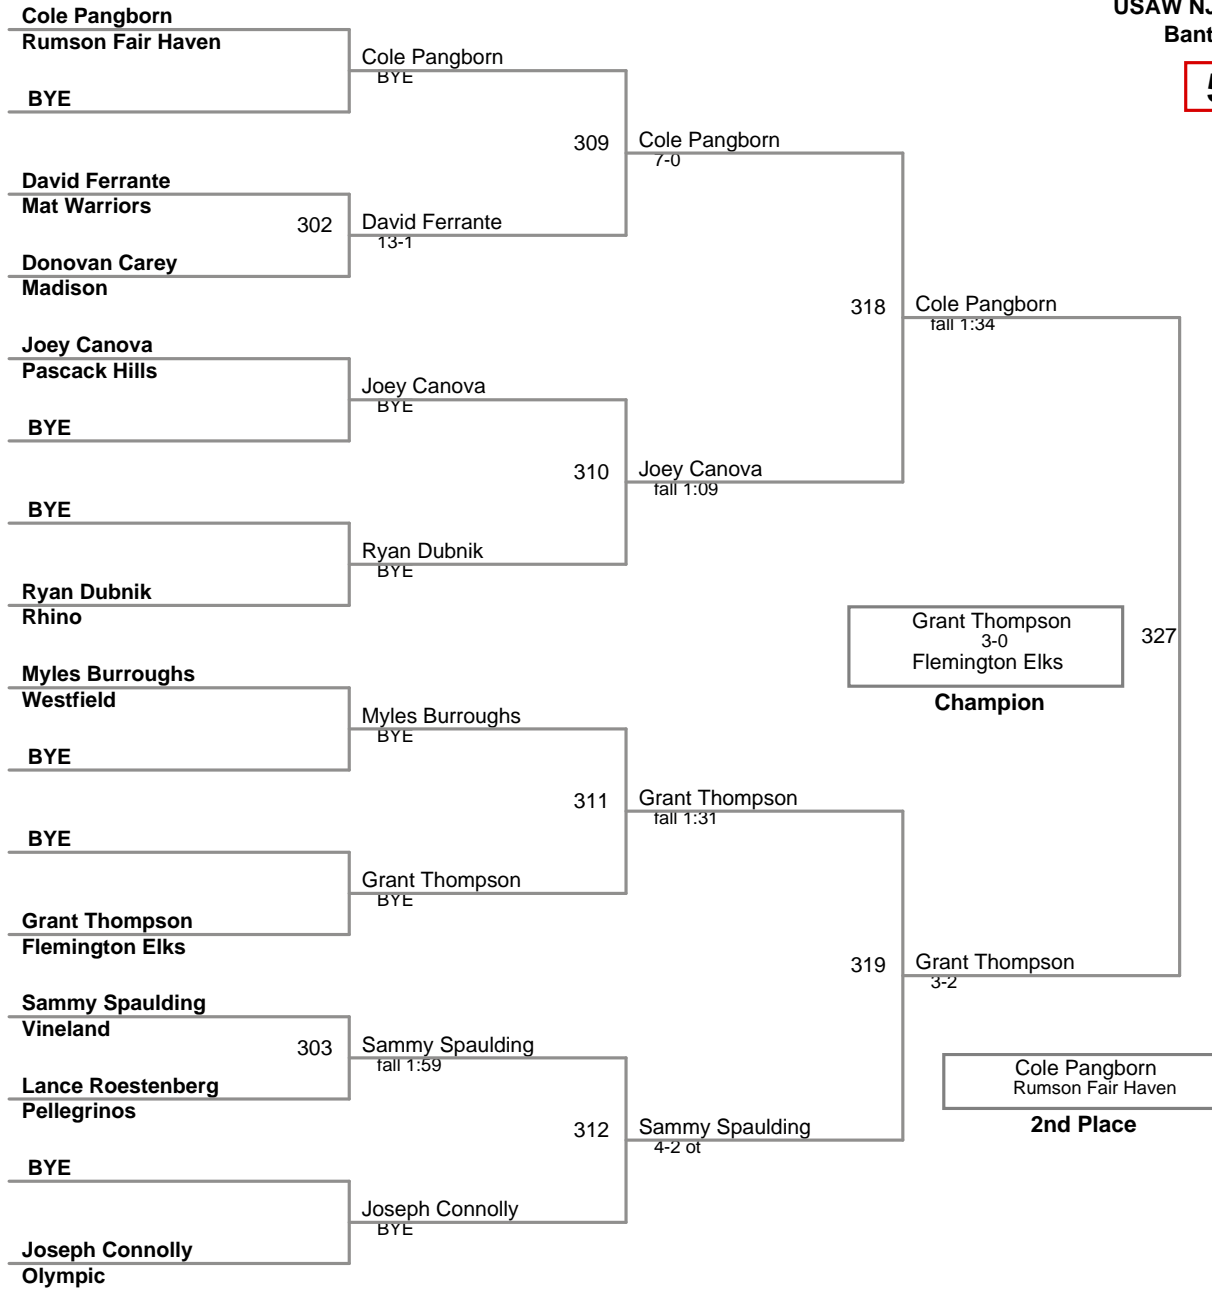 Cole Pangborn
Rumson Fair Haven
BYE
David Ferrante
Mat Warriors
302
Donovan Carey
Madison
Joey Canova
Pascack Hills
BYE
BYE
Ryan Dubnik
Rhino
Myles Burroughs
Westfield
BYE
BYE
Grant Thompson
Flemington Elks
Sammy Spaulding
Vineland
303
Lance Roestenberg
Pellegrinos
BYE
Joseph Connolly
Olympic
Cole Pangborn
BYE
309
David Ferrante
13-1
Joey Canova
BYE
310
Ryan Dubnik
BYE
Myles Burroughs
BYE
311
Grant Thompson
BYE
Sammy Spaulding
fall 1:59
312
Joseph Connolly
BYE
Cole Pangborn
7-0
318
Joey Canova
fall 1:09
Grant Thompson
fall 1:31
319
Sammy Spaulding
4-2 ot
Cole Pangborn
fall 1:34
327
Grant Thompson
3-2
Grant Thompson
3-0
Flemington Elks
Champion
Cole Pangborn
Rumson Fair Haven
2nd Place
USAW NJ
Bant